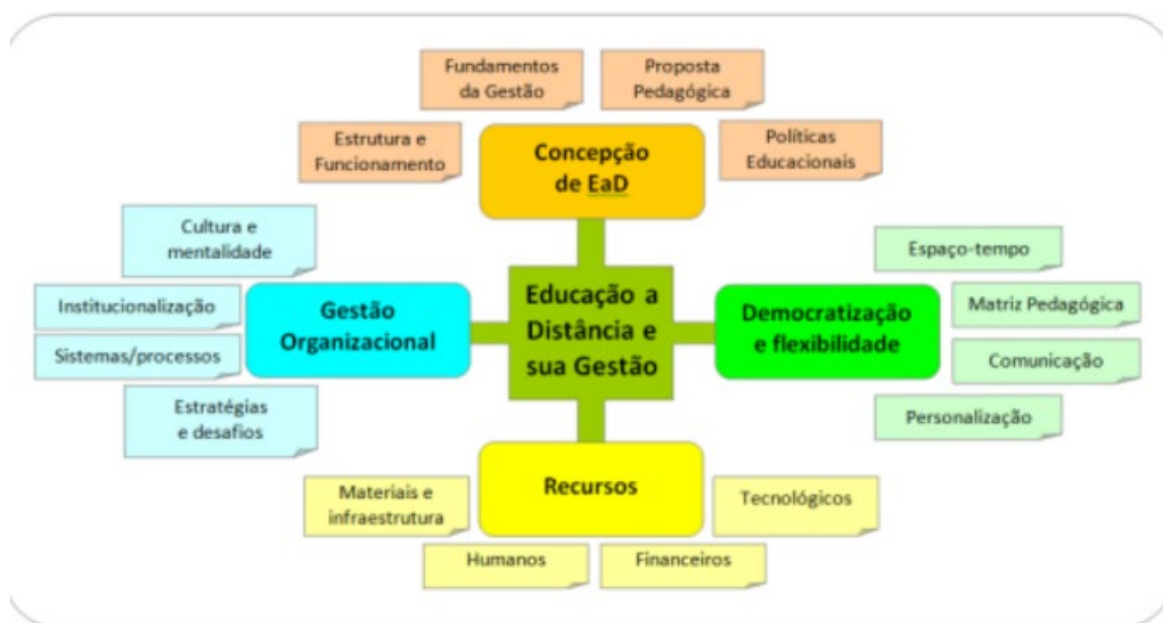 Fundamentos
da Gestão
Proposta
Pedagógica
Estrutura e
Funcionamento
Políticas
Educacionais
Concepção
de EaD
Cultura e
mentalidade
Institucionalização
Sistemas/processos
Estratégias
e desafios
Gestão
Organizacional
Educação a
Distância e
sua Gestão
Democratização
e flexibilidade
Espaço-tempo
Matriz Pedagógica
Comunicação
Personalização
Recursos
Materiais e
infraestrutura
Humanos
Financeiros
Tecnológicos